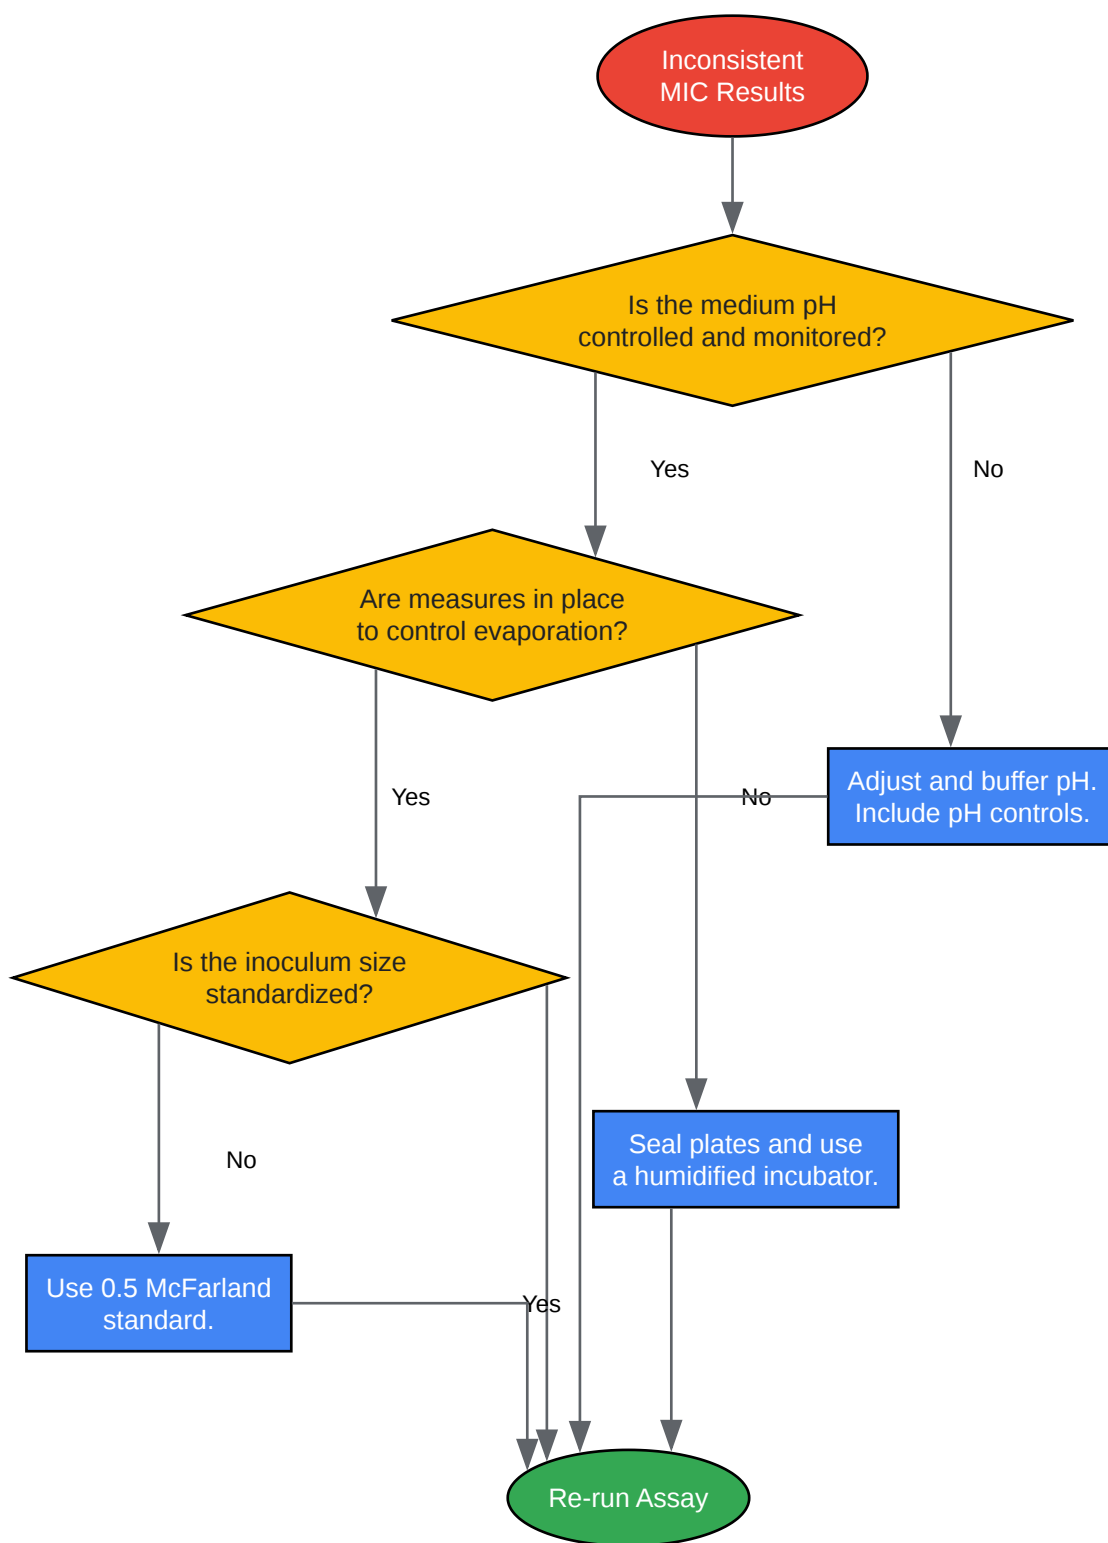 Inconsistent
MIC Results
Is the medium pH
controlled and monitored?
Yes
No
Are measures in place
to control evaporation?
Yes
No
Adjust and buffer pH.
Include pH controls.
Is the inoculum size
standardized?
No
Seal plates and use
a humidified incubator.
Use 0.5 McFarland
standard.
Yes
Re-run Assay